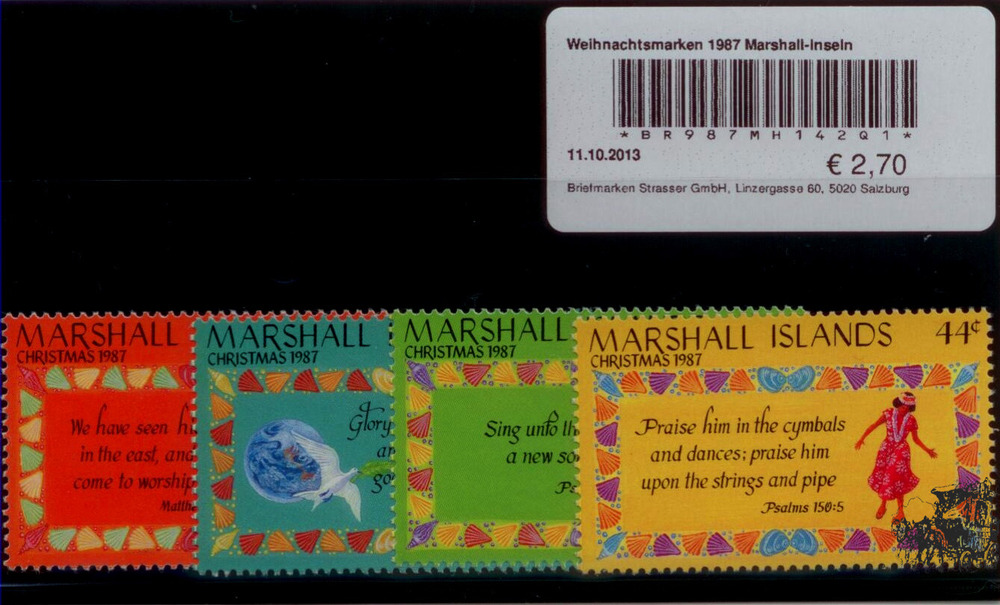 Weihnachtsmarken 1987 Marshall-Inseln
*BR987MH142Q1*
11.10.2013
€ 2,70
Briefmarken Strasser GmbH, Linzergasse 60, 5020 Salzburg
MARSHALL
CHRISTMAS 1987
We have seen
in the east, and
come to worship
MARSHALL
CHRISTMAS 1987
Glory
MARSHALL
CHRISTMAS 1987
Sing unto
a new
MARSHALL ISLANDS 44¢
CHRISTMAS 1987
Praise him in the cymbals
and dances; praise him
upon the strings and pipe
Psalms 150:5